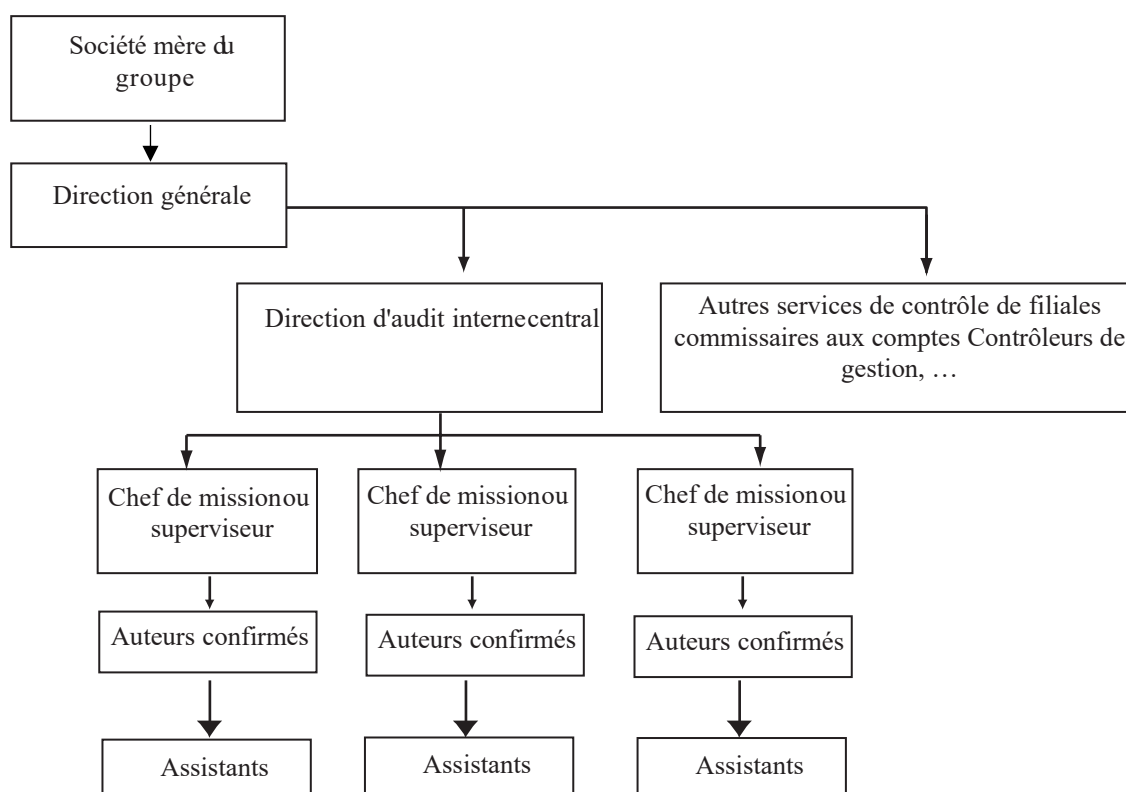 Société mère du
groupe
Direction générale
Direction d'audit internecentral
Autres services de contrôle de filiales
commissaires aux comptes Contrôleurs de
gestion, …
Chef de missionou
superviseur
Chef de missionou
superviseur
Chef de missionou
superviseur
Auteurs confirmés
Auteurs confirmés
Auteurs confirmés
Assistants
Assistants
Assistants